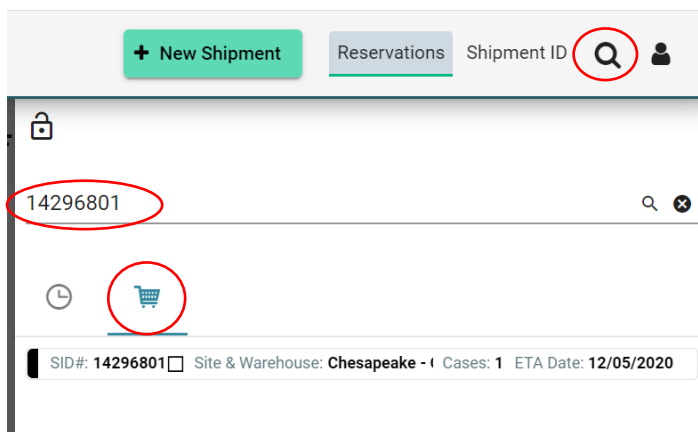 New Shipment Reservations Shipment ID
14296801
SID#: 14296801 Site & Warehouse: Chesapeake - Cases: 1 ETA Date: 12/05/2020